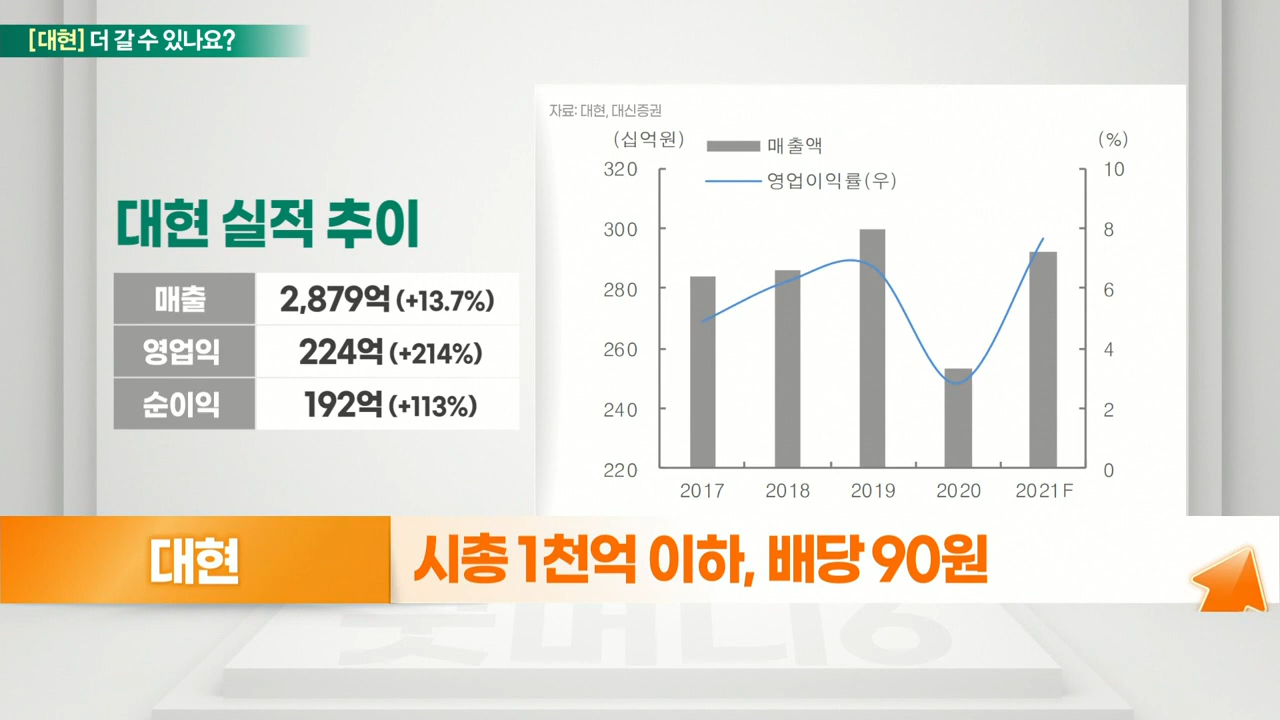 [대현] 더 갈 수 있나요?
대현 실적 추이
매출 2,879억 (+13.7%)
영업익 224억 (+214%)
순이익 192억 (+113%)
자료: 대현, 대신증권
(십억원)
(%)
매출액
영업이익률(우)
320
300
280
260
240
220
10
8
6
4
2
0
2017 2018 2019 2020 2021F
대현
시총 1천억 이하, 배당 90원
굿머니6